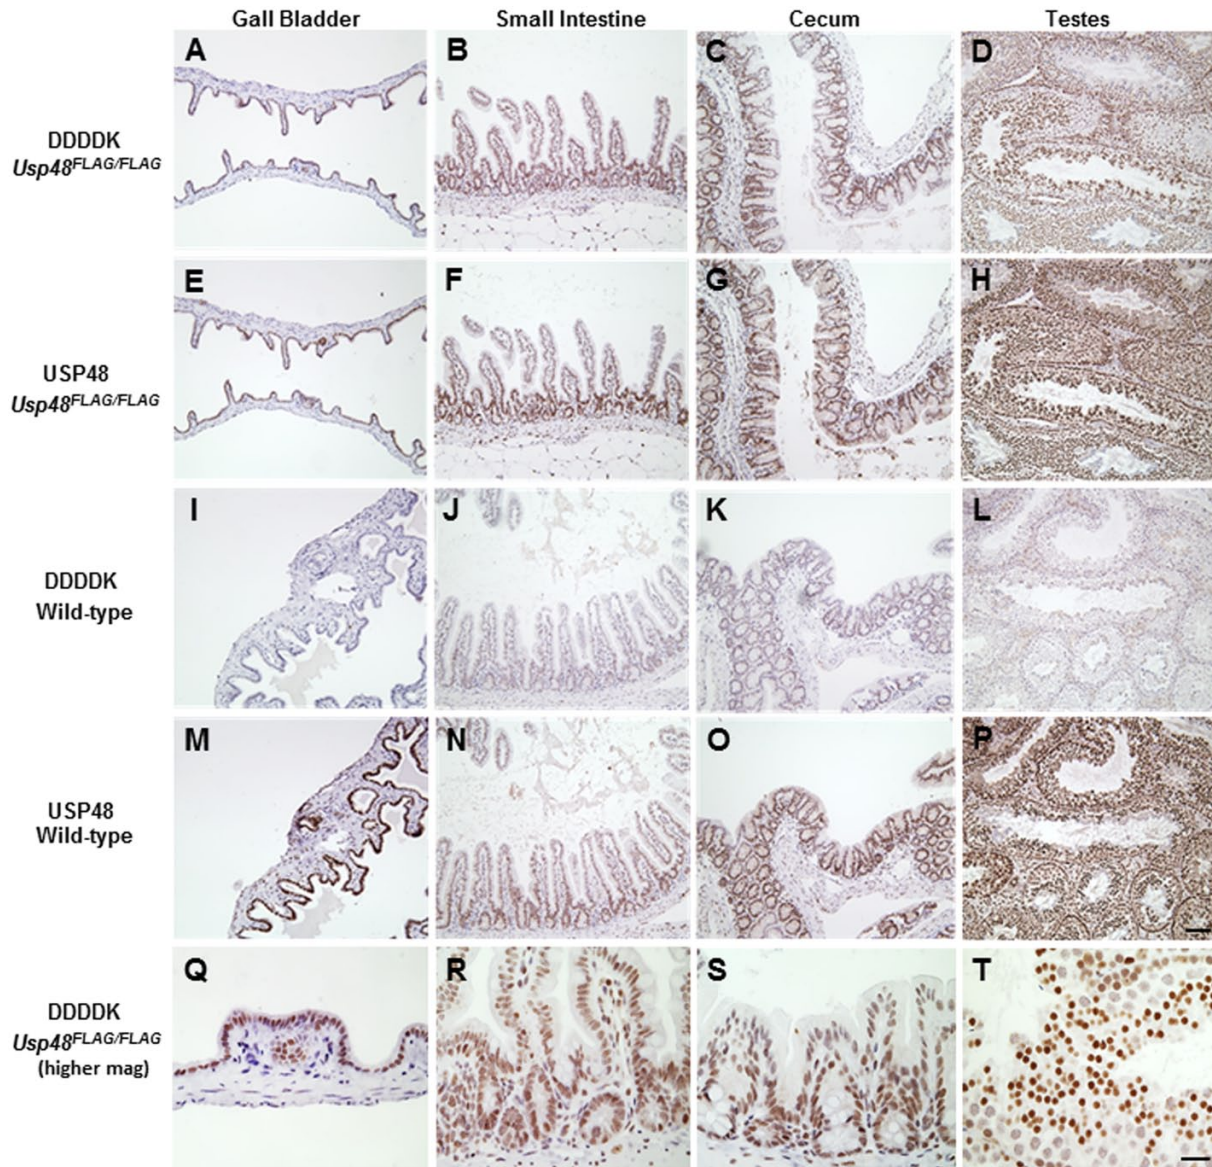 Gall Bladder Small Intestine Cecum Testes
A B C D
DDDDK
Usp48FLAG/FLAG
E F G H
USP48
Usp48FLAG/FLAG
I J K L
DDDDK
Wild-type
M N O P
USP48
Wild-type
Q R S T
DDDDK
Usp48FLAG/FLAG
(higher mag)